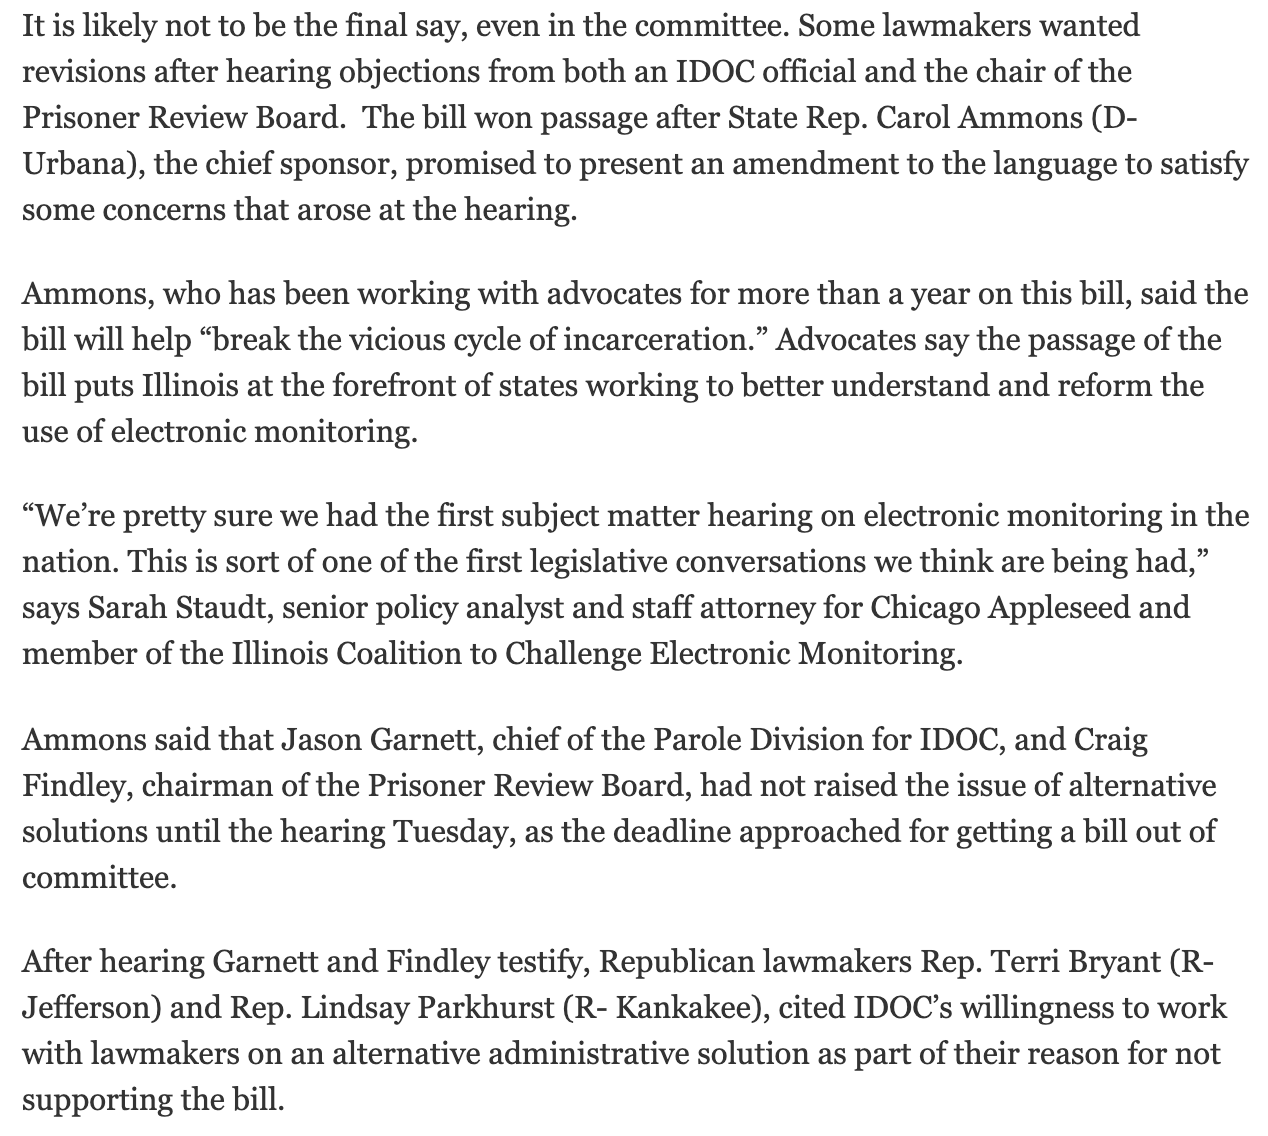 It is likely not to be the final say, even in the committee. Some lawmakers wanted
revisions after hearing objections from both an IDOC official and the chair of the
Prisoner Review Board.  The bill won passage after State Rep. Carol Ammons (D-
Urbana), the chief sponsor, promised to present an amendment to the language to satisfy
some concerns that arose at the hearing.
Ammons, who has been working with advocates for more than a year on this bill, said the
bill will help “break the vicious cycle of incarceration.” Advocates say the passage of the
bill puts Illinois at the forefront of states working to better understand and reform the
use of electronic monitoring.
“We’re pretty sure we had the first subject matter hearing on electronic monitoring in the
nation. This is sort of one of the first legislative conversations we think are being had,”
says Sarah Staudt, senior policy analyst and staff attorney for Chicago Appleseed and
member of the Illinois Coalition to Challenge Electronic Monitoring.
Ammons said that Jason Garnett, chief of the Parole Division for IDOC, and Craig
Findley, chairman of the Prisoner Review Board, had not raised the issue of alternative
solutions until the hearing Tuesday, as the deadline approached for getting a bill out of
committee.
After hearing Garnett and Findley testify, Republican lawmakers Rep. Terri Bryant (R-
Jefferson) and Rep. Lindsay Parkhurst (R- Kankakee), cited IDOC’s willingness to work
with lawmakers on an alternative administrative solution as part of their reason for not
supporting the bill.